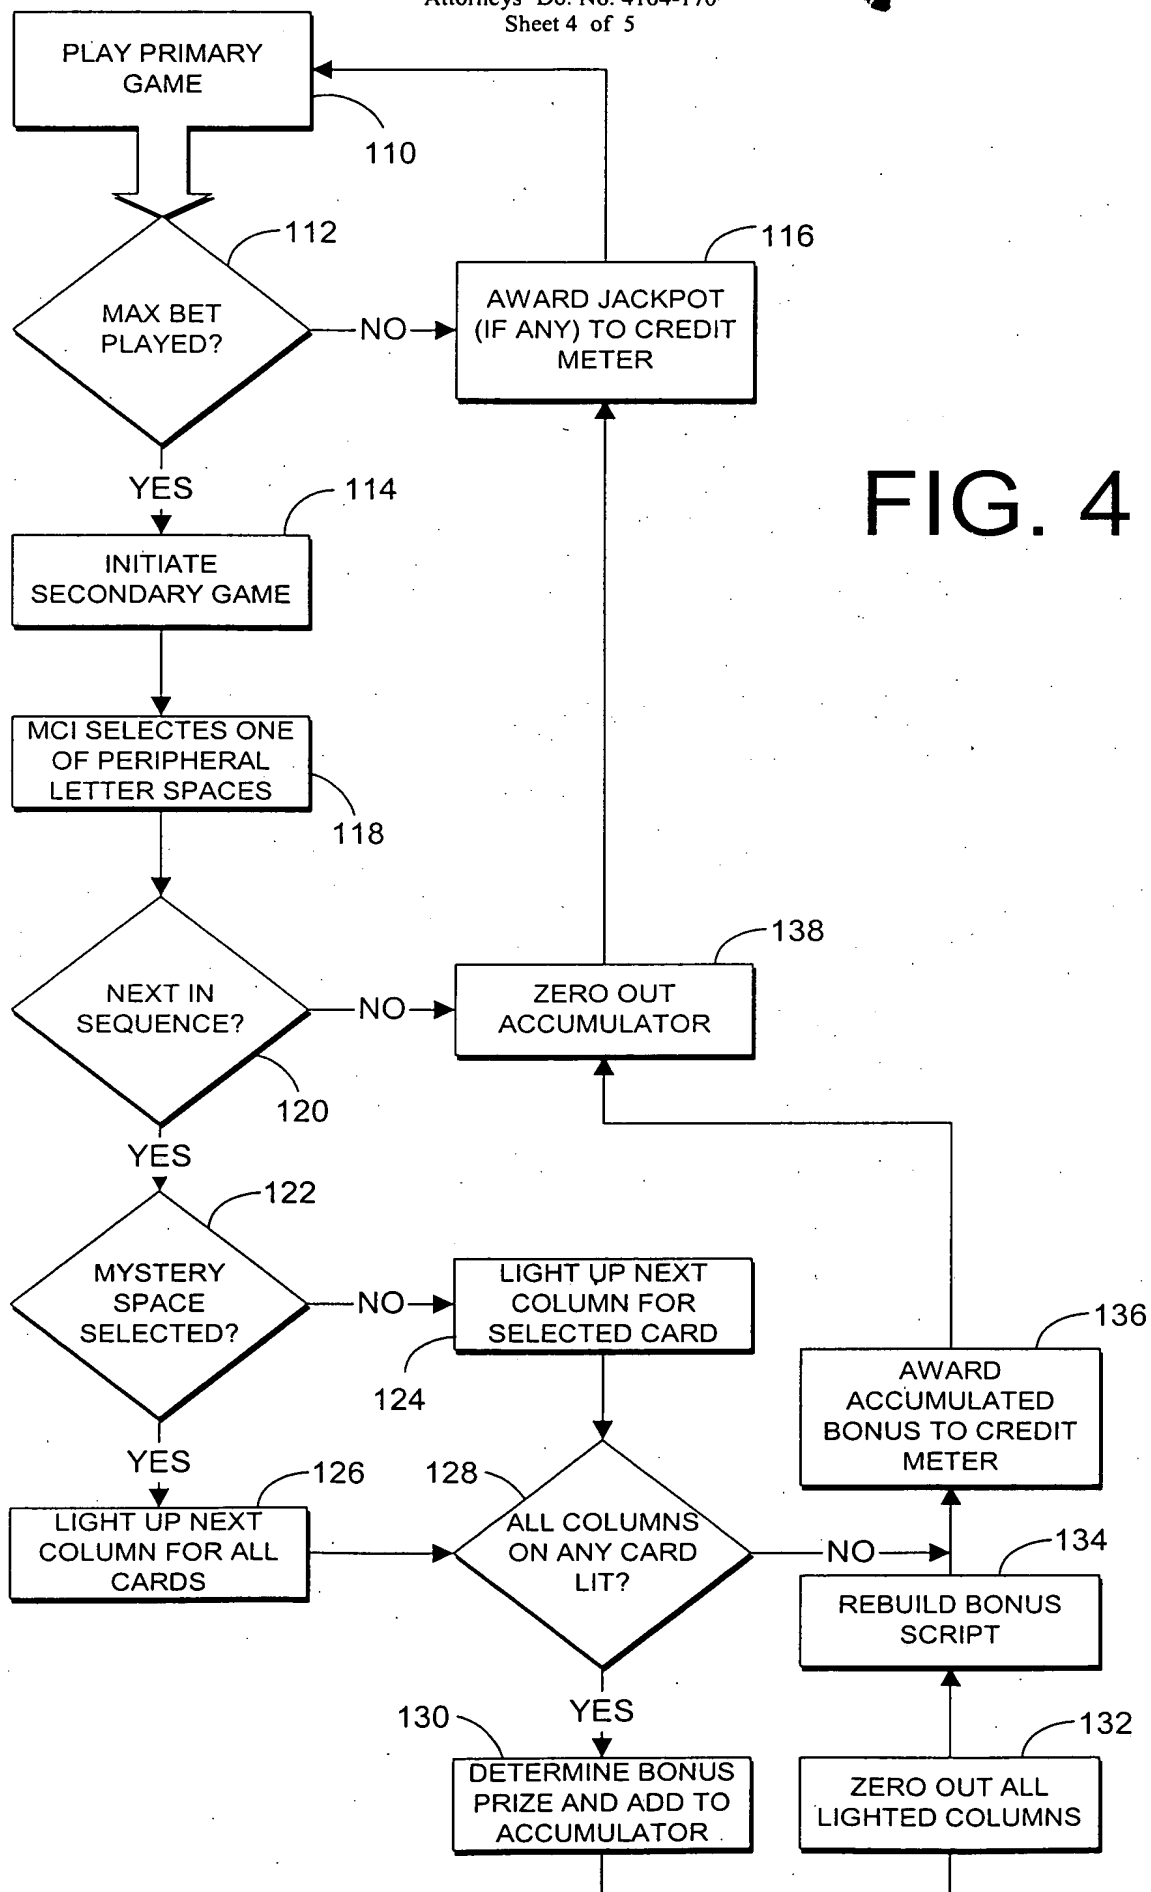 Attorneys' Do. No. 4164-170
Sheet 4 of 5
PLAY PRIMARY
GAME
110
112
MAX BET
PLAYED?
NO
116
AWARD JACKPOT
(IF ANY) TO CREDIT
METER
YES
FIG. 4
114
INITIATE
SECONDARY GAME
MCI SELECTES ONE
OF PERIPHERAL
LETTER SPACES
118
138
NEXT IN
SEQUENCE?
NO
ZERO OUT
ACCUMULATOR
120
YES
122
MYSTERY
SPACE
SELECTED?
NO
LIGHT UP NEXT
COLUMN FOR
SELECTED CARD
124
136
AWARD
ACCUMULATED
BONUS TO CREDIT
METER
YES
126
LIGHT UP NEXT
COLUMN FOR ALL
CARDS
128
ALL COLUMNS
ON ANY CARD
LIT?
NO
134
REBUILD BONUS
SCRIPT
YES
130
DETERMINE BONUS
PRIZE AND ADD TO
ACCUMULATOR
132
ZERO OUT ALL
LIGHTED COLUMNS